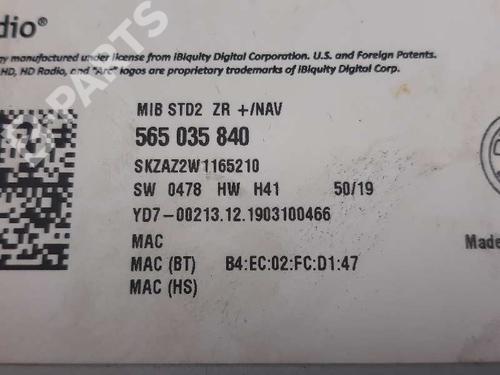 dio®
gy manufactured under license from iBiquity Digital Corporation. U.S. and Foreign Patents.
HD, HD Radio, and "Arc" logos are proprietary trademarks of iBiquity Digital Corp.
MIB STD2 ZR +/NAV
565 035 840
SKZAZ2W1165210
SW 0478 HW H41 50/19
YD7-00213.12.1903100466
MAC
MAC (BT) B4:EC:02:FC:D1:47
MAC (HS)
Made
B PARTS